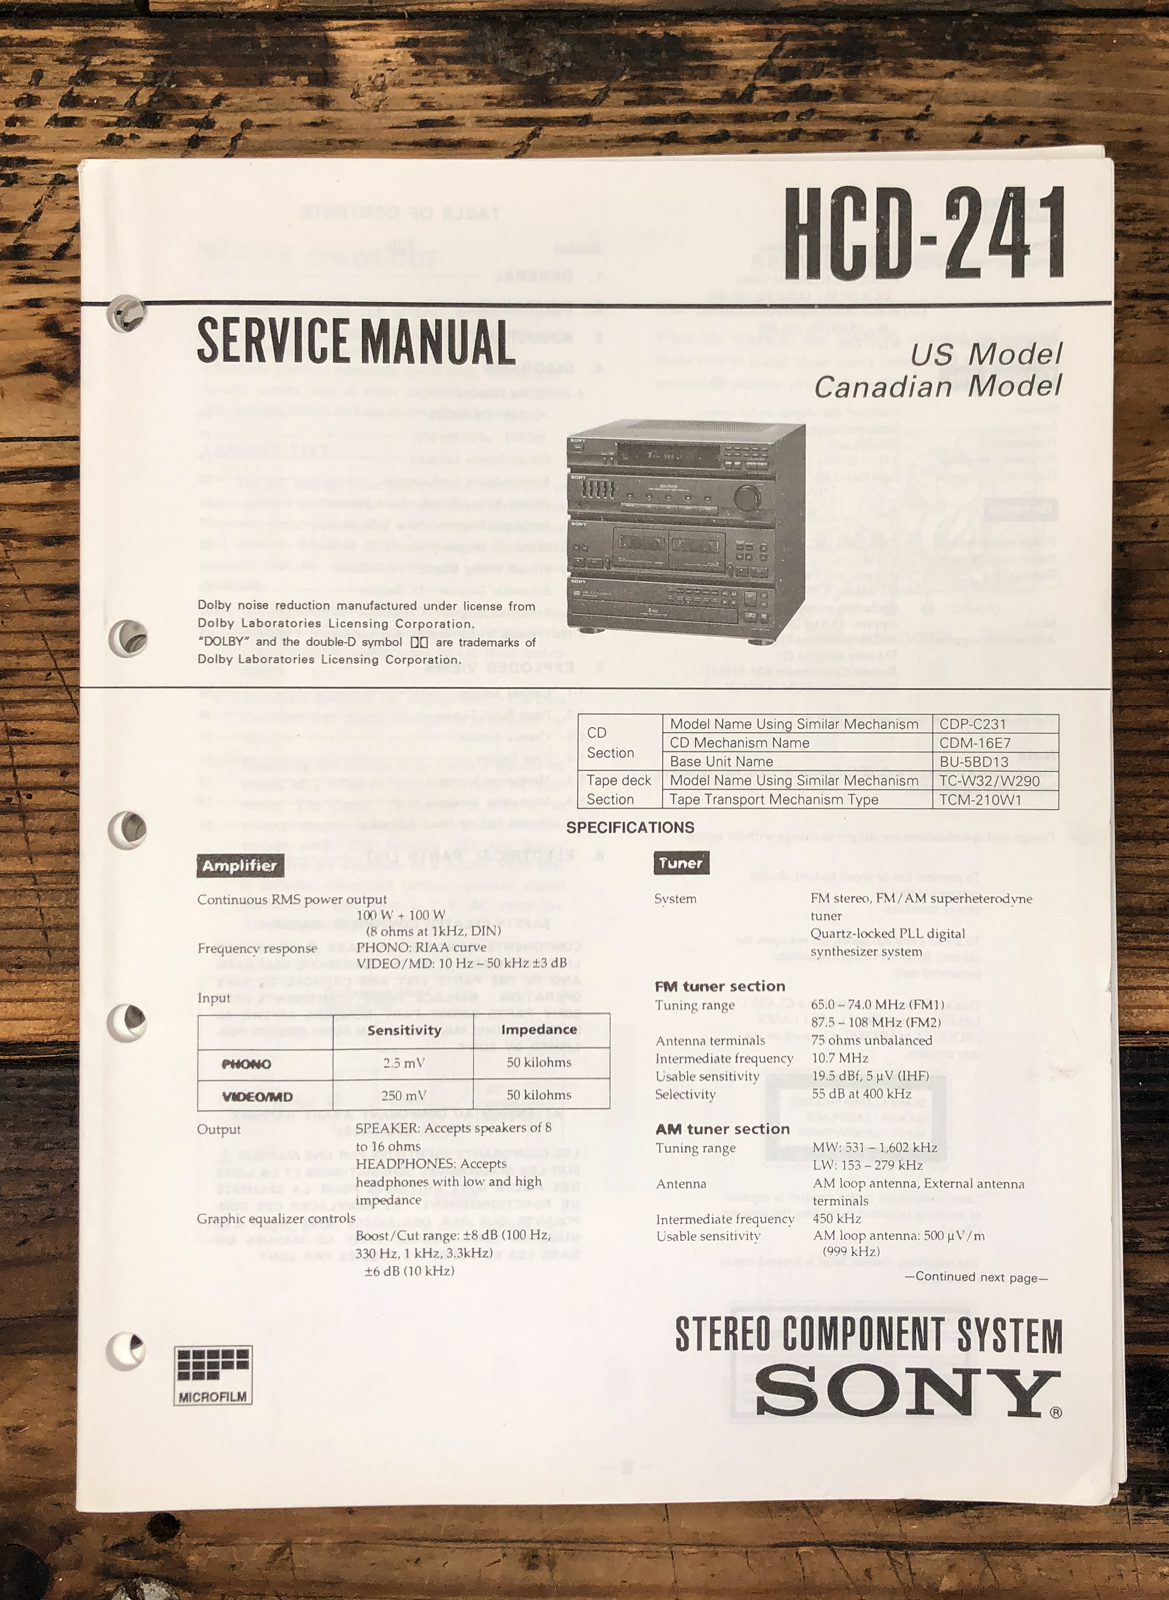 HCD-241
SERVICE MANUAL
US Model
Canadian Model
SONY
SONY
SONY
SONY
Dolby noise reduction manufactured under license from
Dolby Laboratories Licensing Corporation.
"DOLBY" and the double-D symbol are trademarks of
Dolby Laboratories Licensing Corporation.
CD Section
Model Name Using Similar Mechanism CDP-C231
CD Mechanism Name CDM-16E7
Base Unit Name BU-5BD13
Tape deck Section
Model Name Using Similar Mechanism TC-W32/W290
Tape Transport Mechanism Type TCM-210W1
SPECIFICATIONS
Amplifier
Continuous RMS power output
100 W + 100 W
(8 ohms at 1kHz, DIN)
Frequency response PHONO: RIAA curve
VIDEO/MD: 10 Hz – 50 kHz ±3 dB
Input
Sensitivity Impedance
PHONO 2.5 mV 50 kilohms
VIDEO/MD 250 mV 50 kilohms
Output SPEAKER: Accepts speakers of 8
to 16 ohms
HEADPHONES: Accepts
headphones with low and high
impedance
Graphic equalizer controls
Boost/Cut range: ±8 dB (100 Hz,
330 Hz, 1 kHz, 3.3kHz)
±6 dB (10 kHz)
Tuner
System FM stereo, FM/AM superheterodyne
tuner
Quartz-locked PLL digital
synthesizer system
FM tuner section
Tuning range 65.0 – 74.0 MHz (FM1)
87.5 – 108 MHz (FM2)
Antenna terminals 75 ohms unbalanced
Intermediate frequency 10.7 MHz
Usable sensitivity 19.5 dBf, 5 µV (IHF)
Selectivity 55 dB at 400 kHz
AM tuner section
Tuning range MW: 531 – 1,602 kHz
LW: 153 – 279 kHz
Antenna AM loop antenna, External antenna
terminals
Intermediate frequency 450 kHz
Usable sensitivity AM loop antenna: 500 µV/m
(999 kHz)
—Continued next page—
MICROFILM
STEREO COMPONENT SYSTEM
SONY®